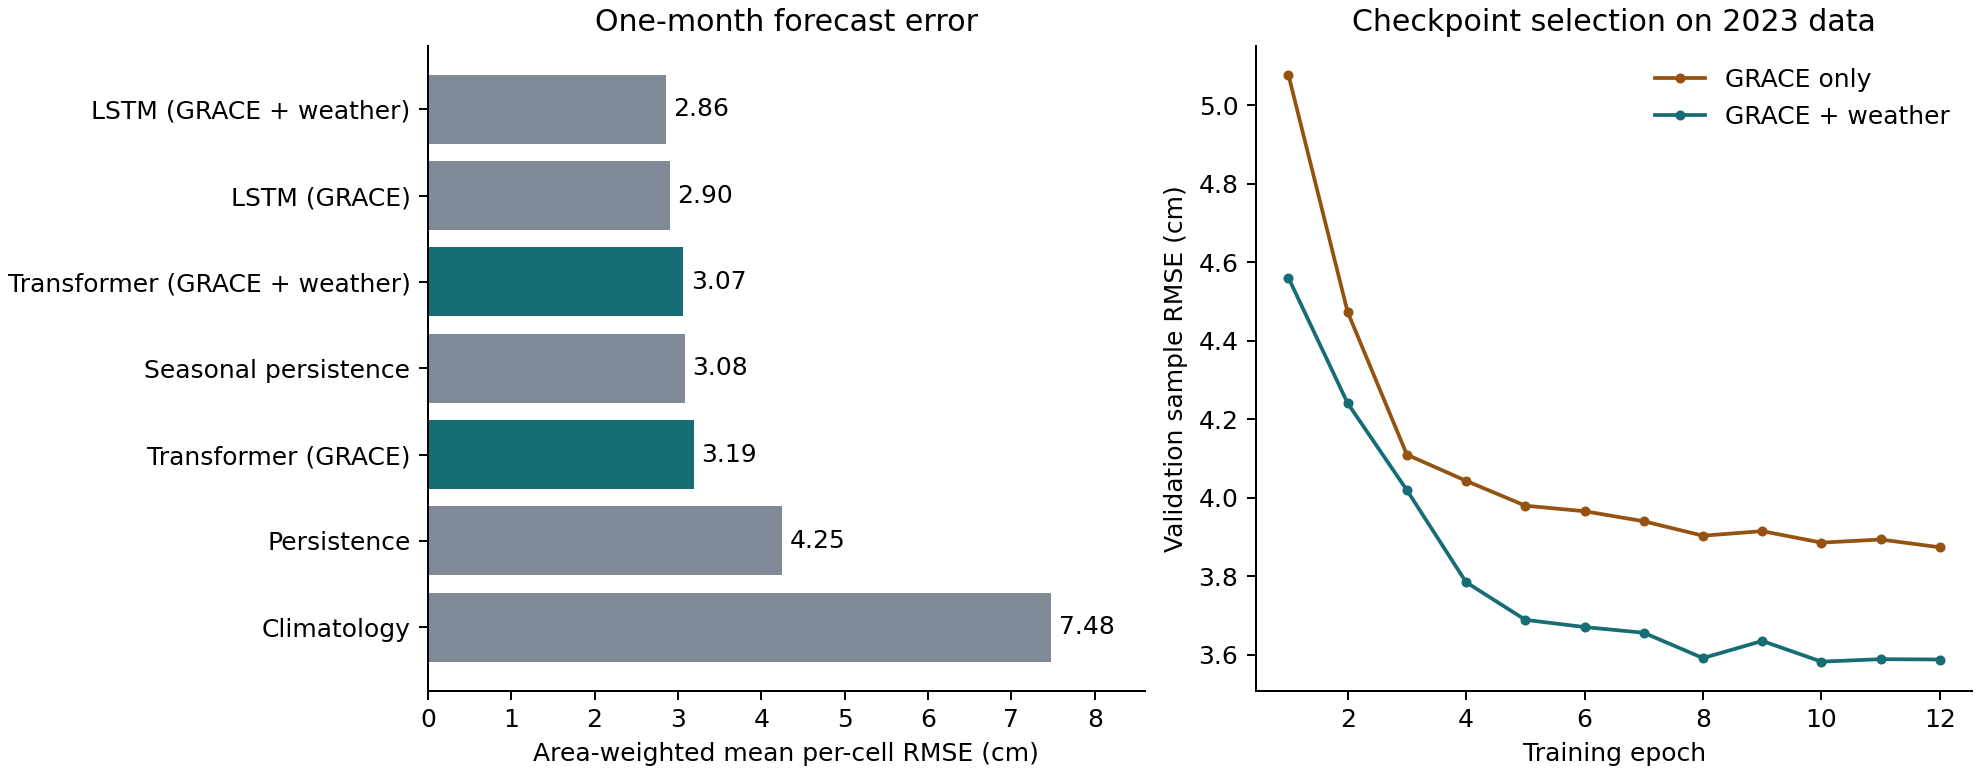 One-month forecast error
LSTM (GRACE + weather)
2.86
LSTM (GRACE)
2.90
Transformer (GRACE + weather)
3.07
Seasonal persistence
3.08
Transformer (GRACE)
3.19
Persistence
4.25
Climatology
7.48
0 1 2 3 4 5 6 7 8
Area-weighted mean per-cell RMSE (cm)
Checkpoint selection on 2023 data
GRACE only
GRACE + weather
Validation sample RMSE (cm)
5.0
4.8
4.6
4.4
4.2
4.0
3.8
3.6
2 4 6 8 10 12
Training epoch